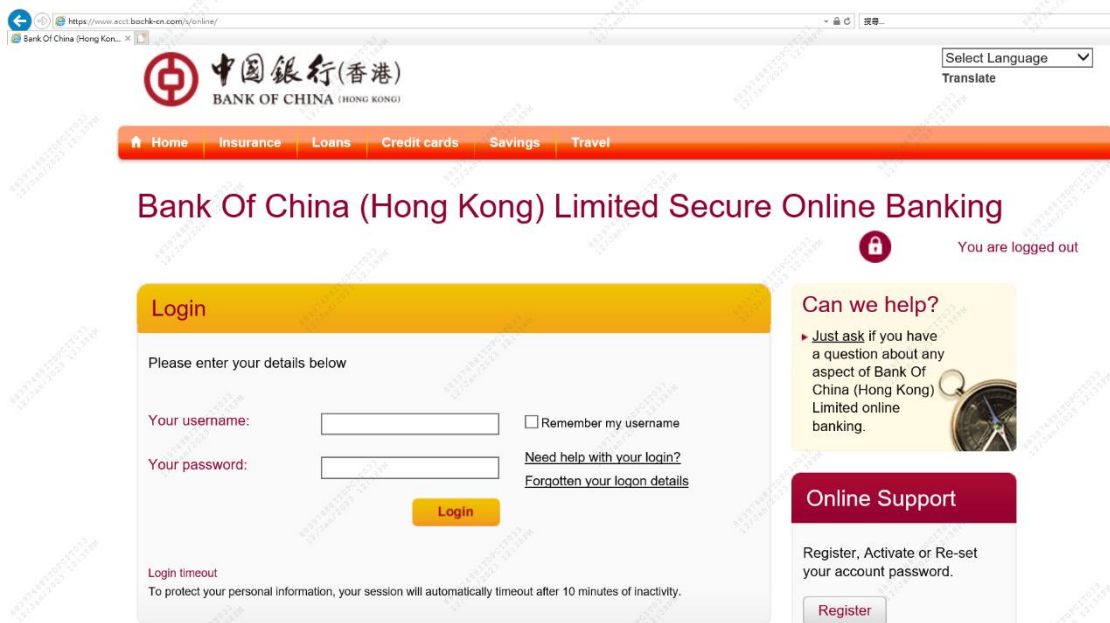 https://www.acct.bochk-cn.com/s/online/
搜尋...
Bank Of China (Hong Kon...
中國銀行(香港)
BANK OF CHINA (HONG KONG)
Select Language
Translate
Home Insurance Loans Credit cards Savings Travel
Bank Of China (Hong Kong) Limited Secure Online Banking
You are logged out
Login
Please enter your details below
Your username:
Remember my username
Your password:
Need help with your login?
Forgotten your logon details
Login
Login timeout
To protect your personal information, your session will automatically timeout after 10 minutes of inactivity.
Can we help?
Just ask if you have
a question about any
aspect of Bank Of
China (Hong Kong)
Limited online
banking.
Online Support
Register, Activate or Re-set
your account password.
Register